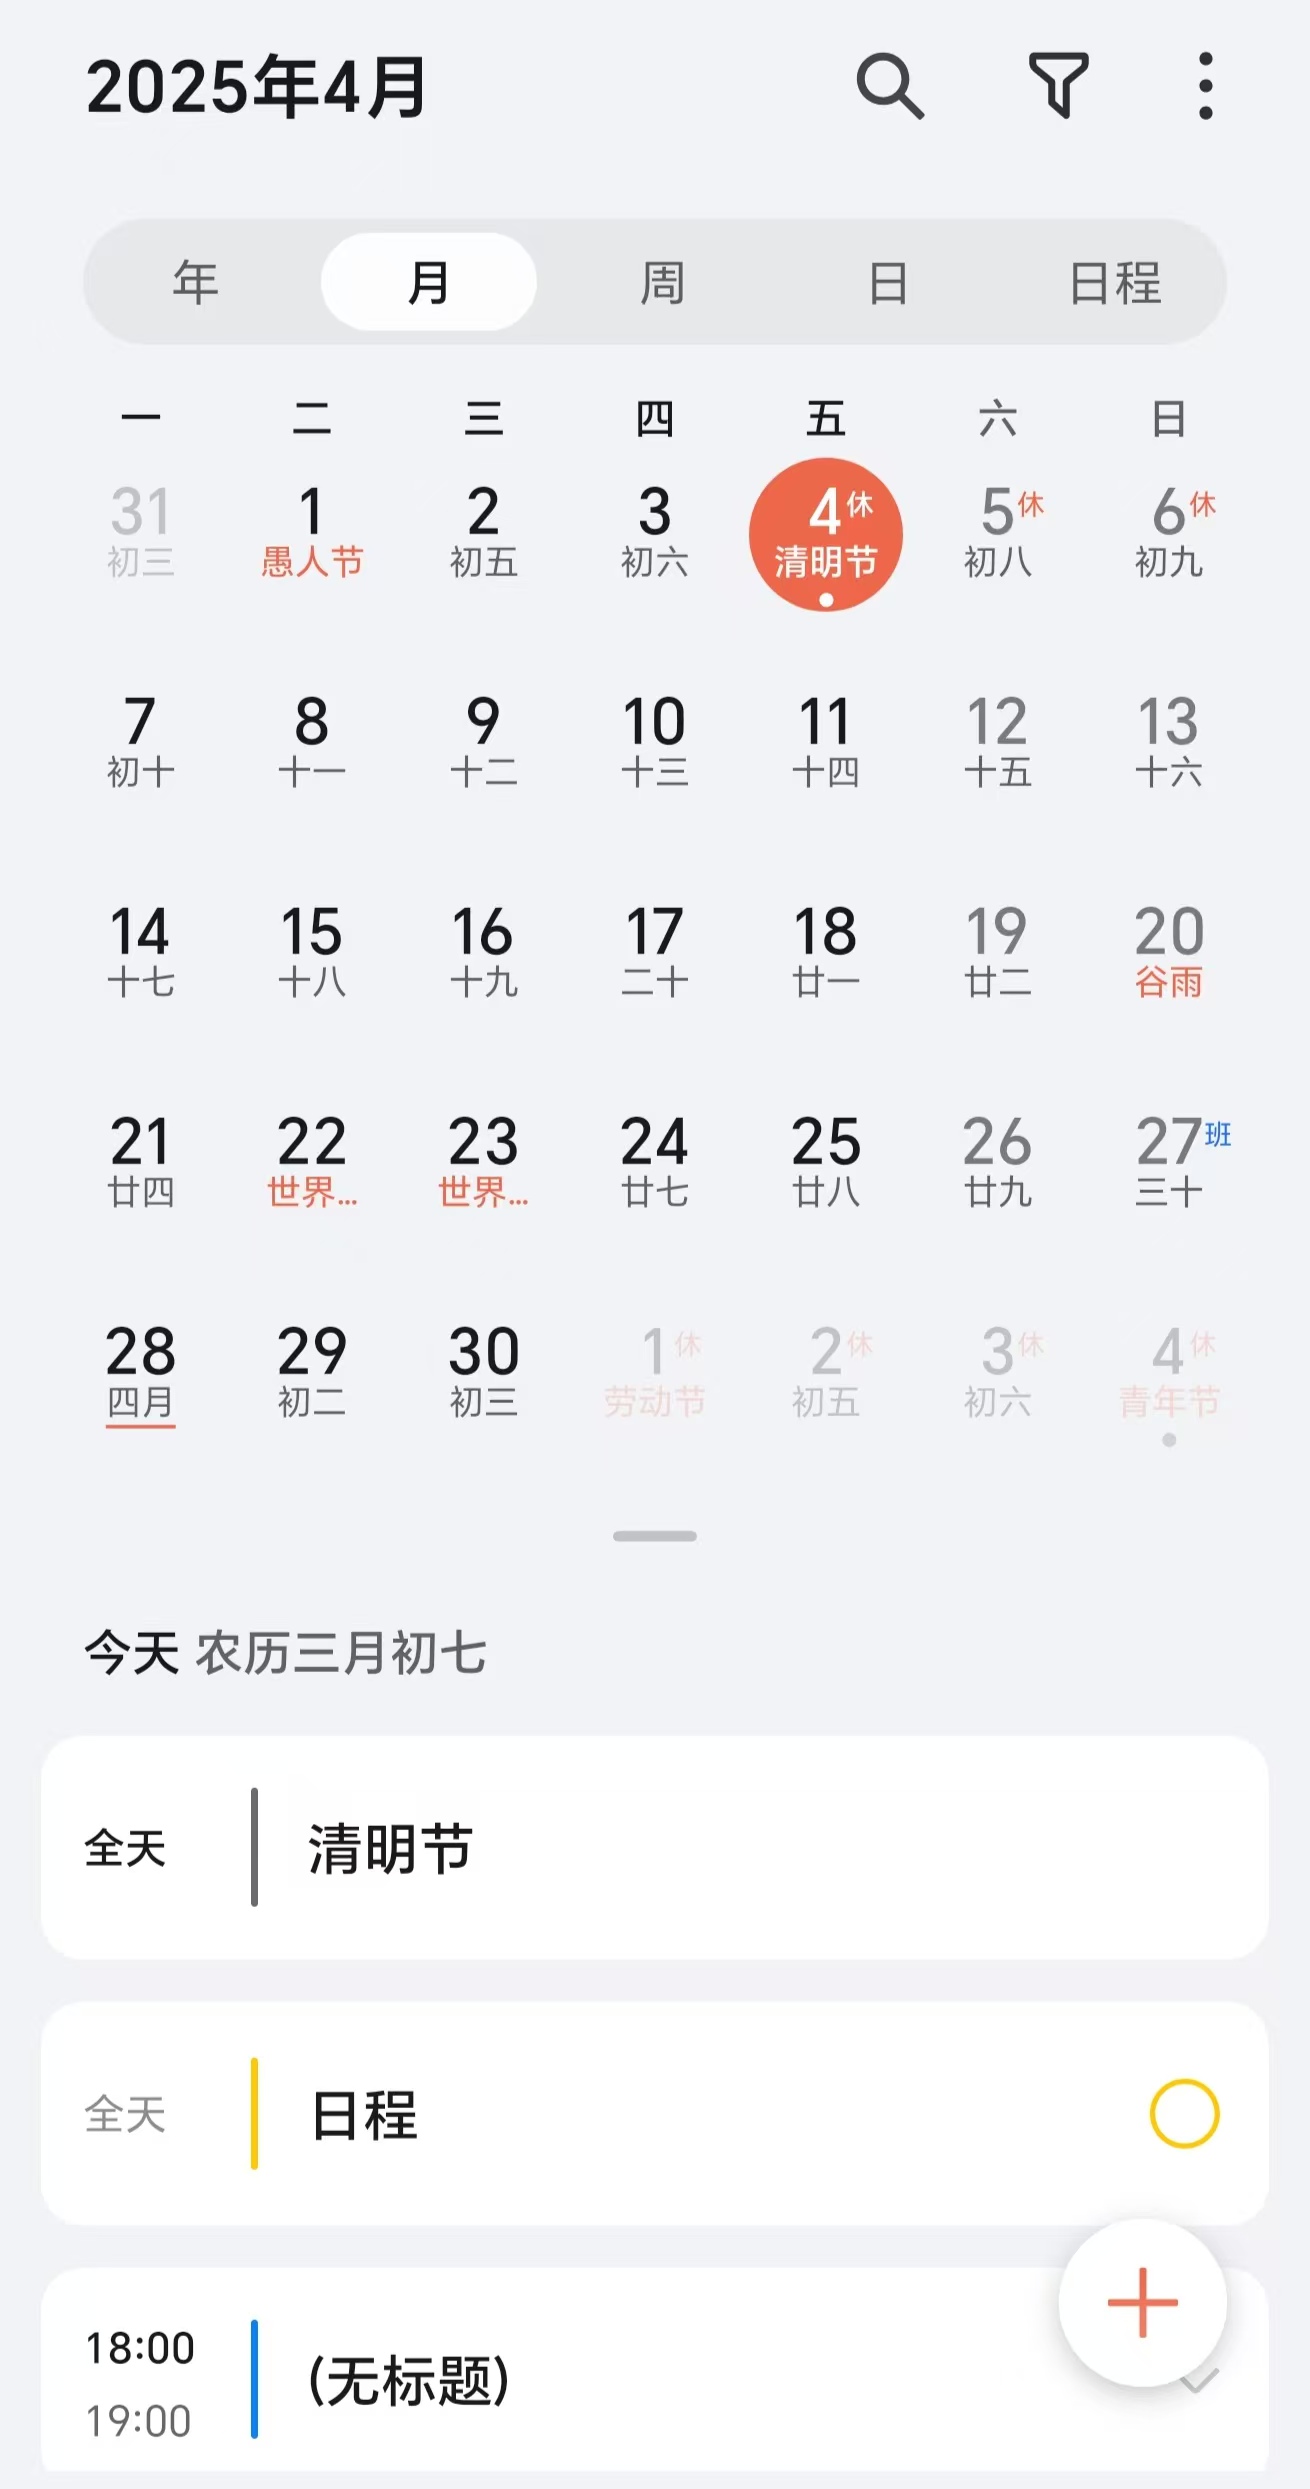 2025年4月
年 月 周 日 日程
一 二 三 四 五 六 日
31 1 2 3 4休 5休 6休
初三 愚人节 初五 初六 清明节 初八 初九
7 8 9 10 11 12 13
初十 十一 十二 十三 十四 十五 十六
14 15 16 17 18 19 20
十七 十八 十九 二十 廿一 廿二 谷雨
21 22 23 24 25 26 27班
廿四 世界... 世界... 廿七 廿八 廿九 三十
28 29 30 1休 2休 3休 4休
四月 初二 初三 劳动节 初五 初六 青年节
今天 农历三月初七
全天 清明节
全天 日程
18:00
(无标题)
19:00